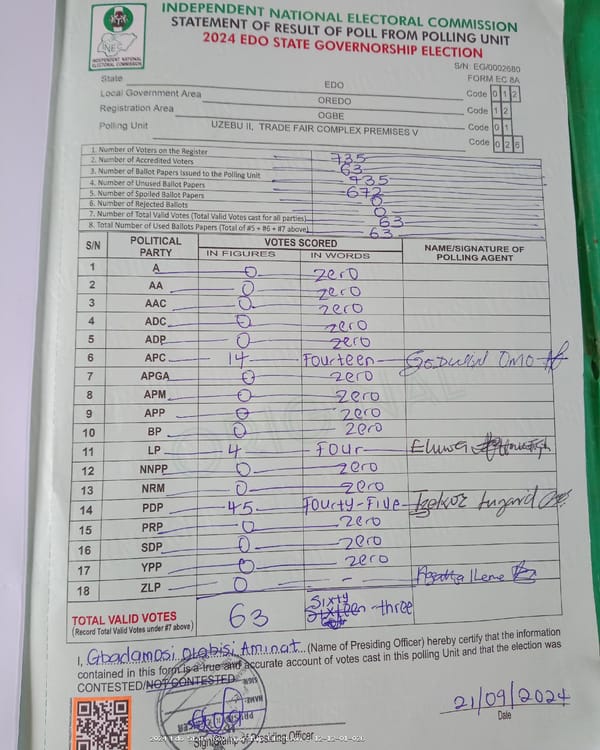 INDEPENDENT NATIONAL ELECTORAL COMMISSION
STATEMENT OF RESULT OF POLL FROM POLLING UNIT
2024 EDO STATE GOVERNORSHIP ELECTION
INEC
INDEPENDENT NATIONAL
ELECTORAL COMMISSION
S/N: EG/0002680
FORM EC 8A
State EDO Code 0 1 2
Local Government Area OREDO Code 1 2
Registration Area OGBE Code 0 1
Polling Unit UZEBU II, TRADE FAIR COMPLEX PREMISES V Code 0 2 6
1. Number of Voters on the Register 735
2. Number of Accredited Voters 63
3. Number of Ballot Papers Issued to the Polling Unit 735
4. Number of Unused Ballot Papers 672
5. Number of Spoiled Ballot Papers 0
6. Number of Rejected Ballots 0
7. Number of Total Valid Votes (Total Valid Votes cast for all parties) 63
8. Total Number of Used Ballots Papers (Total of #5 + #6 + #7 above) 63
S/N POLITICAL PARTY VOTES SCORED NAME/SIGNATURE OF POLLING AGENT
IN FIGURES IN WORDS
1 A 0 zero
2 AA 0 zero
3 AAC 0 zero
4 ADC 0 zero
5 ADP 0 zero
6 APC 14 Fourteen Godwin Omo
7 APGA 0 zero
8 APM 0 zero
9 APP 0 zero
10 BP 0 zero
11 LP 4 Four
12 NNPP 0 zero
13 NRM 0 zero
14 PDP 45 Fourty-Five Lugard
15 PRP 0 zero
16 SDP 0 zero
17 YPP 0 zero
18 ZLP 0 -
TOTAL VALID VOTES 63 Sixty Sixteen three
(Record Total Valid Votes under #7 above)
I, Gbadamosi Olabisi Aminat (Name of Presiding Officer) hereby certify that the information
contained in this form is a true and accurate account of votes cast in this polling Unit and that the election was
CONTESTED/NOT CONTESTED.
21/09/2024
Date
Sign/Stamp of Presiding Officer